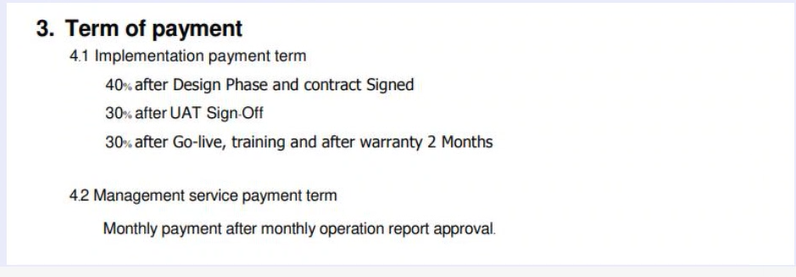 3. Term of payment
4.1 Implementation payment term
40% after Design Phase and contract Signed
30% after UAT Sign-Off
30% after Go-live, training and after warranty 2 Months
4.2 Management service payment term
Monthly payment after monthly operation report approval.